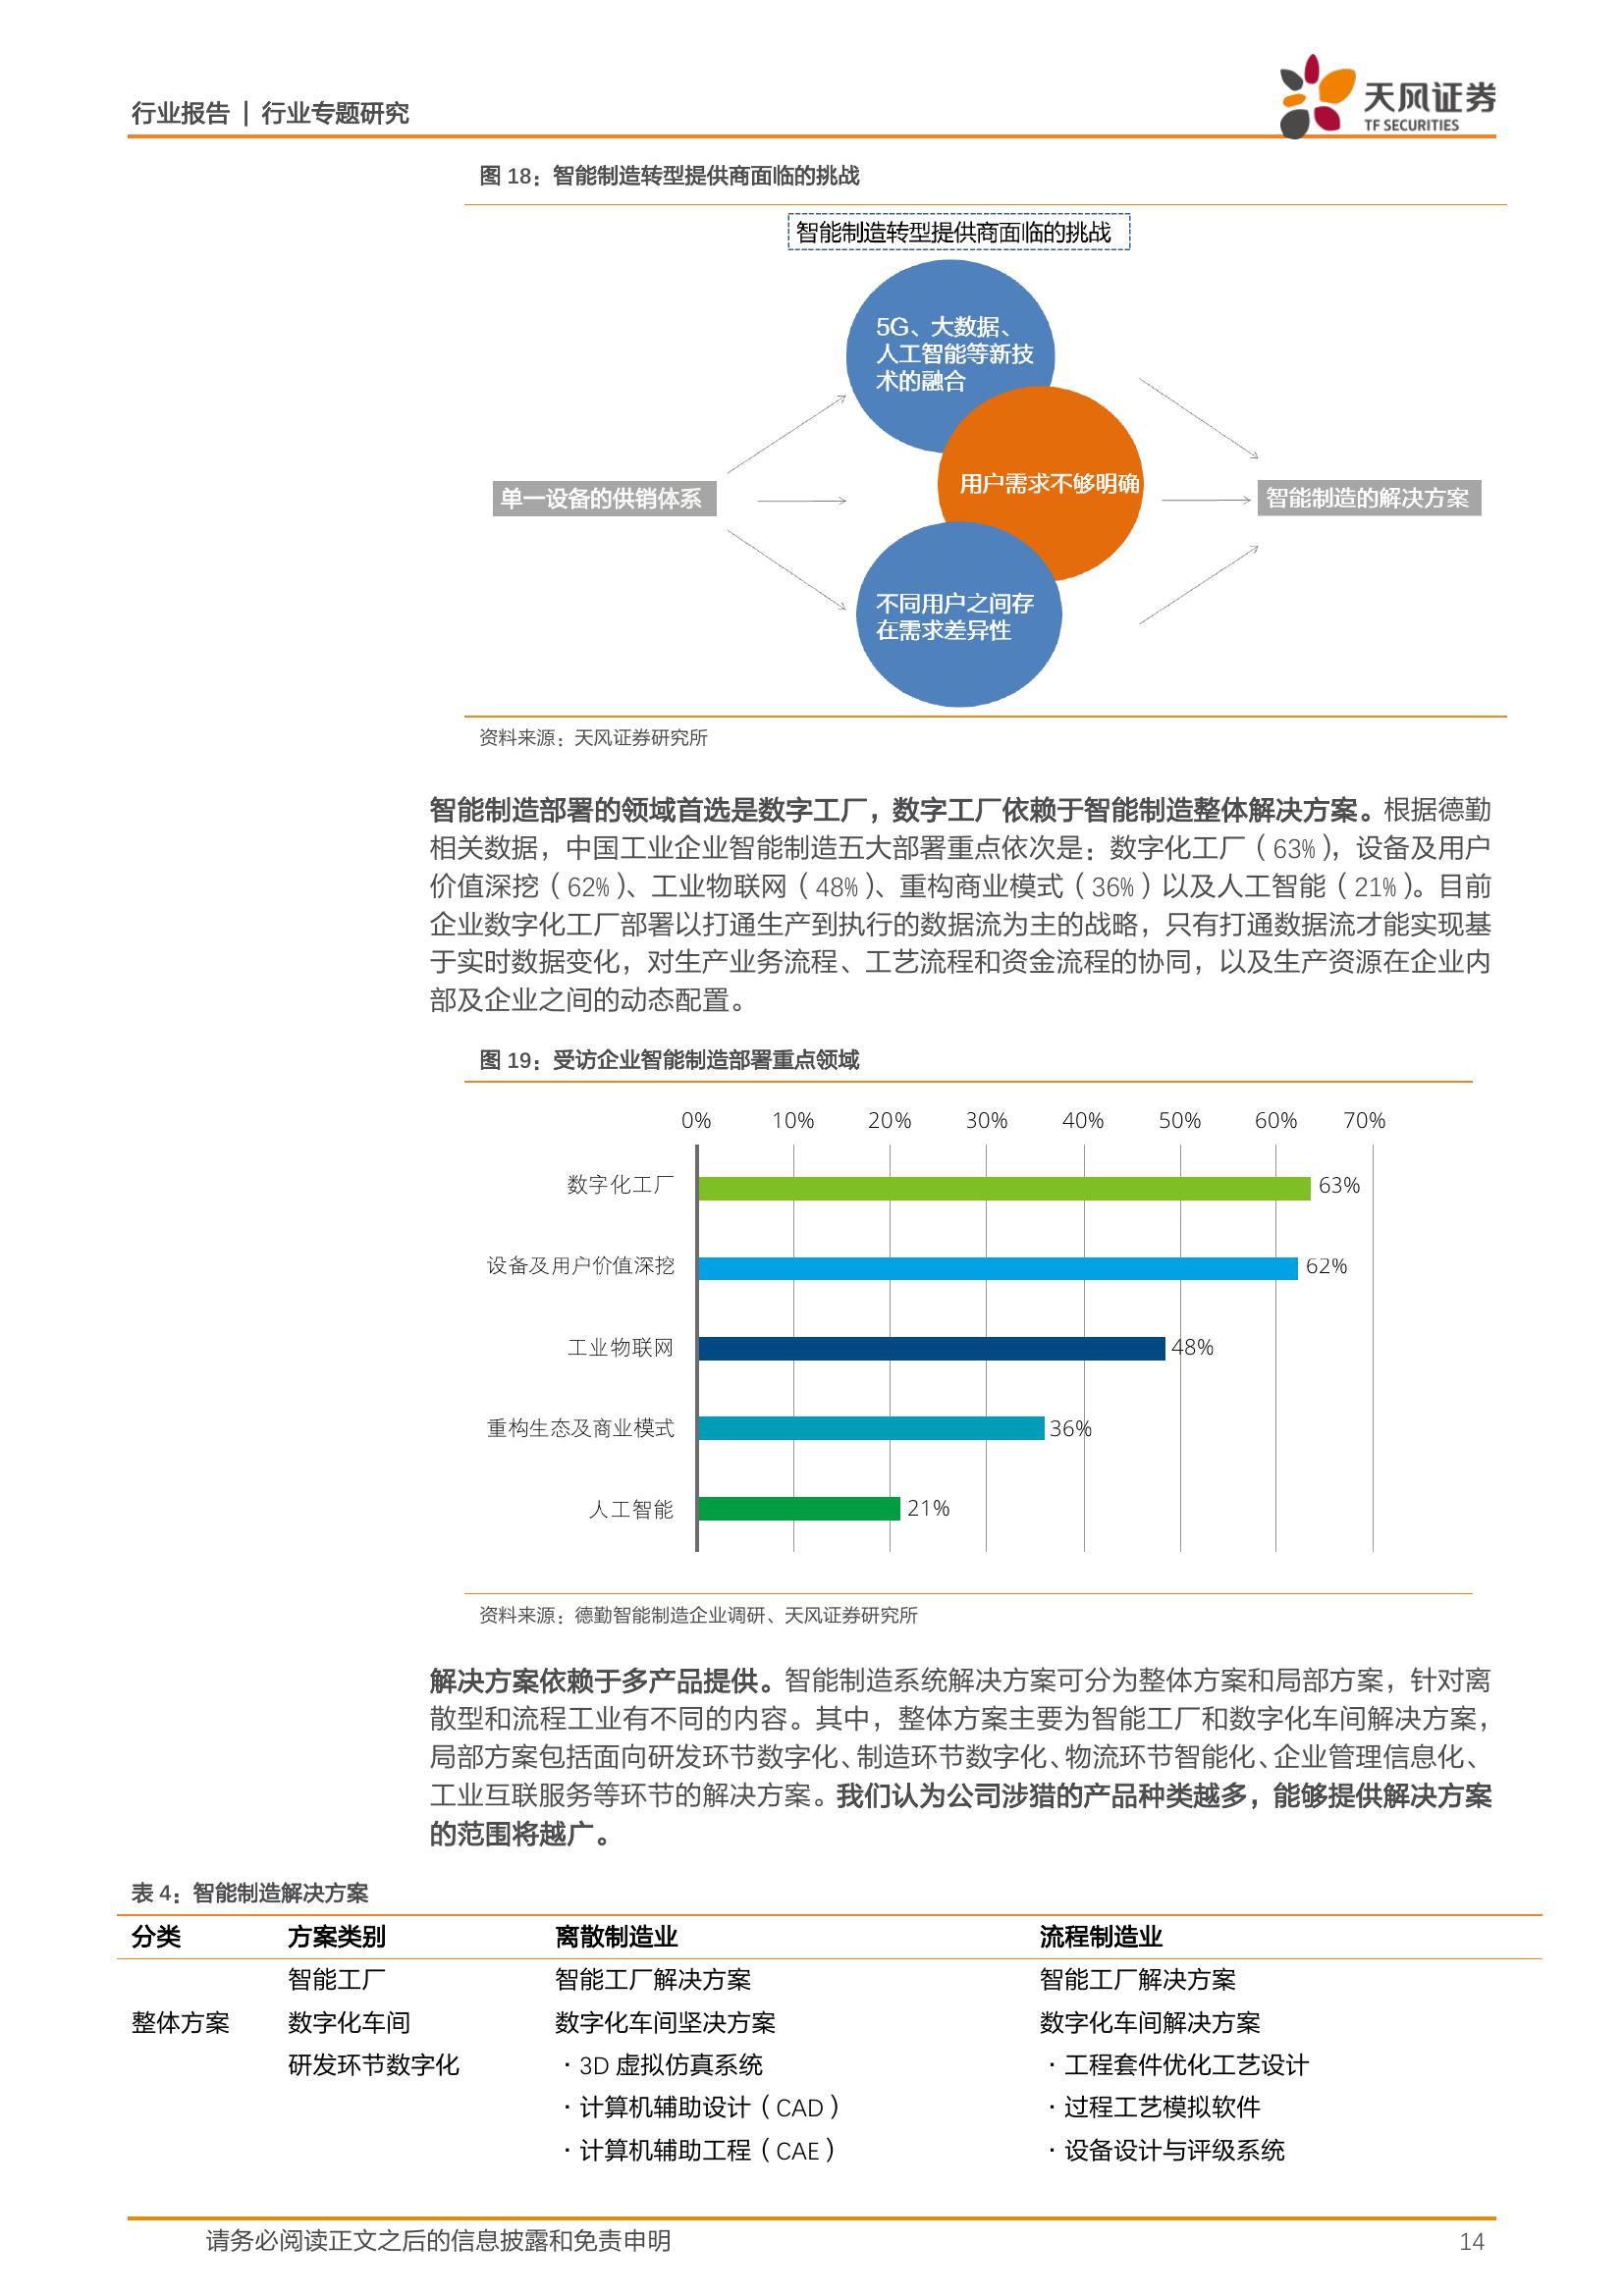 行业报告 | 行业专题研究
天风证券
TF SECURITIES
图 18：智能制造转型提供商面临的挑战
智能制造转型提供商面临的挑战
5G、大数据、
人工智能等新技
术的融合
用户需求不够明确
单一设备的供销体系
智能制造的解决方案
不同用户之间存
在需求差异性
资料来源：天风证券研究所
智能制造部署的领域首选是数字工厂，数字工厂依赖于智能制造整体解决方案。根据德勤
相关数据，中国工业企业智能制造五大部署重点依次是：数字化工厂（63%），设备及用户
价值深挖（62%）、工业物联网（48%）、重构商业模式（36%）以及人工智能（21%）。目前
企业数字化工厂部署以打通生产到执行的数据流为主的战略，只有打通数据流才能实现基
于实时数据变化，对生产业务流程、工艺流程和资金流程的协同，以及生产资源在企业内
部及企业之间的动态配置。
图 19：受访企业智能制造部署重点领域
0% 10% 20% 30% 40% 50% 60% 70%
数字化工厂 63%
设备及用户价值深挖 62%
工业物联网 48%
重构生态及商业模式 36%
人工智能 21%
资料来源：德勤智能制造企业调研、天风证券研究所
解决方案依赖于多产品提供。智能制造系统解决方案可分为整体方案和局部方案，针对离
散型和流程工业有不同的内容。其中，整体方案主要为智能工厂和数字化车间解决方案，
局部方案包括面向研发环节数字化、制造环节数字化、物流环节智能化、企业管理信息化、
工业互联服务等环节的解决方案。我们认为公司涉猎的产品种类越多，能够提供解决方案
的范围将越广。
表 4：智能制造解决方案
分类 方案类别 离散制造业 流程制造业
智能工厂 智能工厂解决方案 智能工厂解决方案
整体方案 数字化车间 数字化车间坚决方案 数字化车间解决方案
研发环节数字化 ·3D 虚拟仿真系统 ·工程套件优化工艺设计
·计算机辅助设计（CAD） ·过程工艺模拟软件
·计算机辅助工程（CAE） ·设备设计与评级系统
请务必阅读正文之后的信息披露和免责申明 14